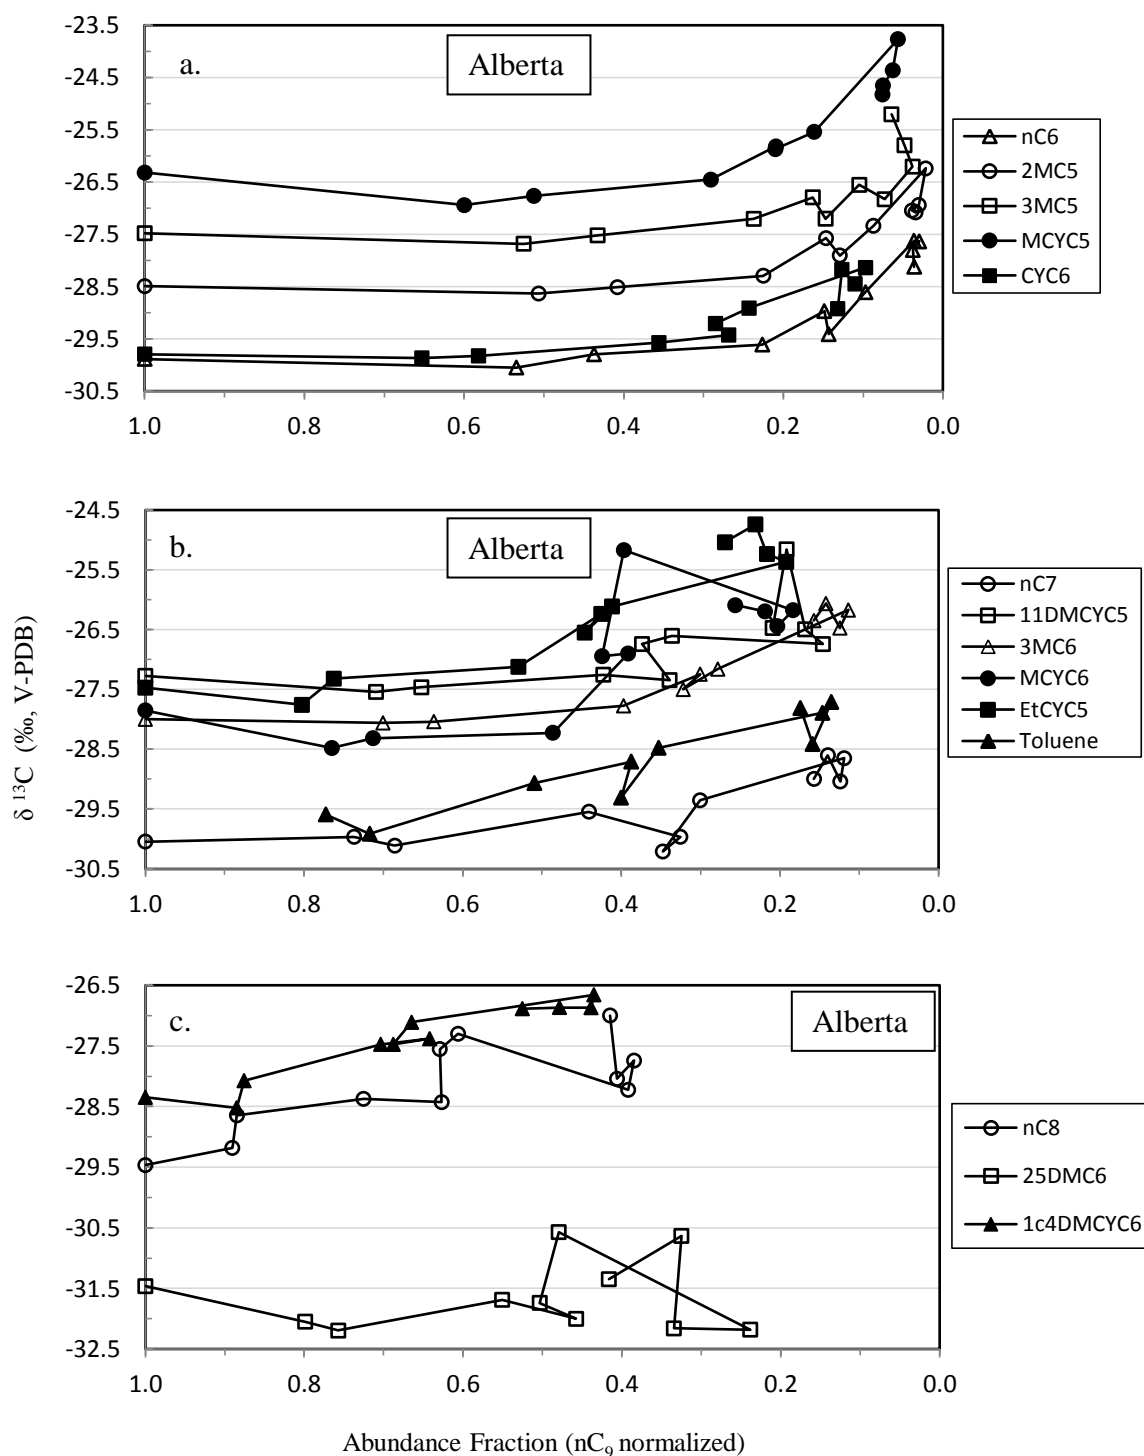 -23.5
a.
Alberta
-24.5
-25.5
nC6
2MC5
-26.5
3MC5
-27.5
MCYC5
-28.5
CYC6
-29.5
-30.5
1.0 0.8 0.6 0.4 0.2 0.0
-24.5
b.
Alberta
-25.5
nC7
11DMCYC5
-26.5
3MC6
-27.5
MCYC6
EtCYC5
-28.5
Toluene
-29.5
-30.5
1.0 0.8 0.6 0.4 0.2 0.0
δ ¹³C (‰, V-PDB)
-26.5
c.
Alberta
-27.5
-28.5
nC8
-29.5
25DMC6
-30.5
1c4DMCYC6
-31.5
-32.5
1.0 0.8 0.6 0.4 0.2 0.0
Abundance Fraction (nC₉ normalized)